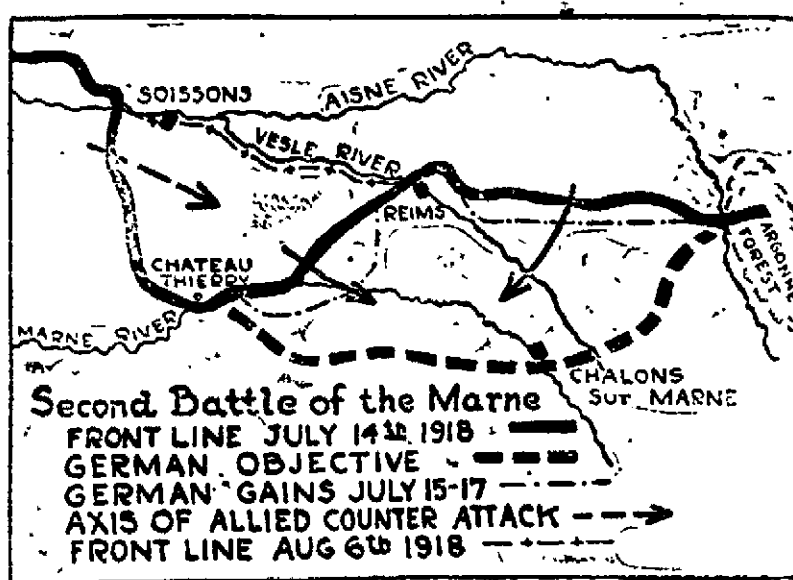 SOISSONS
AISNE RIVER
VESLE RIVER
REIMS
CHATEAU
THIERRY
MARNE RIVER
ARGONNE
FOREST
CHALONS
SUR MARNE
Second Battle of the Marne
FRONT LINE JULY 14th 1918
GERMAN OBJECTIVE
GERMAN GAINS JULY 15-17
AXIS OF ALLIED COUNTER ATTACK
FRONT LINE AUG 6th 1918